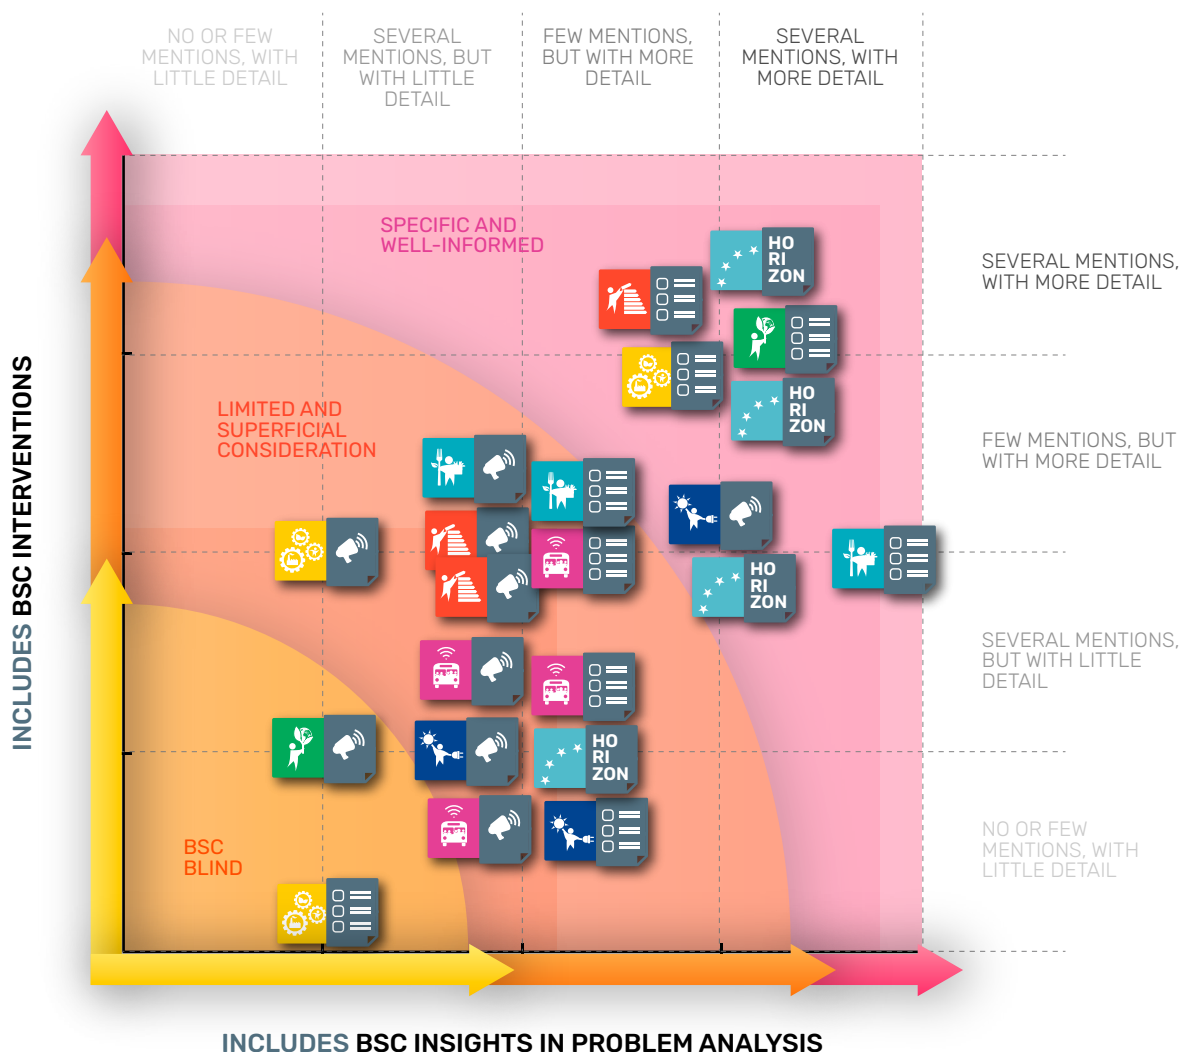 NO OR FEW
MENTIONS, WITH
LITTLE DETAIL
SEVERAL
MENTIONS, BUT
WITH LITTLE
DETAIL
FEW MENTIONS,
BUT WITH MORE
DETAIL
SEVERAL
MENTIONS, WITH
MORE DETAIL
SPECIFIC AND
WELL-INFORMED
HO
RI
ZON
SEVERAL MENTIONS,
WITH MORE DETAIL
LIMITED AND
SUPERFICIAL
CONSIDERATION
HO
RI
ZON
FEW MENTIONS, BUT
WITH MORE DETAIL
HO
RI
ZON
SEVERAL MENTIONS,
BUT WITH LITTLE
DETAIL
HO
RI
ZON
BSC
BLIND
NO OR FEW
MENTIONS, WITH
LITTLE DETAIL
INCLUDES BSC INTERVENTIONS
INCLUDES BSC INSIGHTS IN PROBLEM ANALYSIS